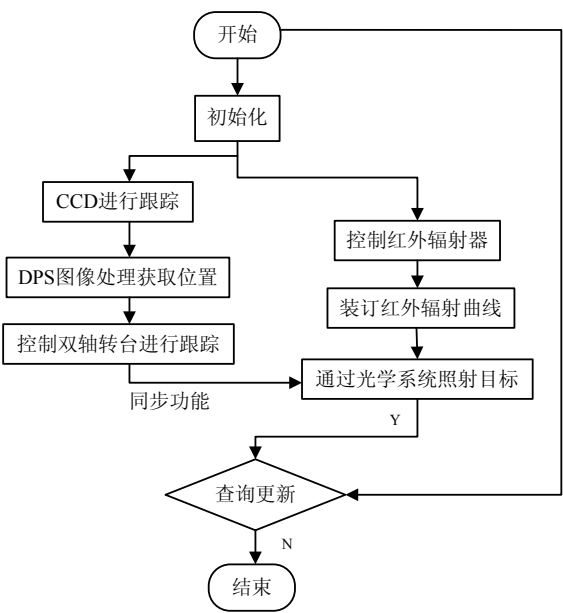 开始
初始化
CCD进行跟踪
控制红外辐射器
DPS图像处理获取位置
装订红外辐射曲线
控制双轴转台进行跟踪
通过光学系统照射目标
同步功能
Y
查询更新
N
结束